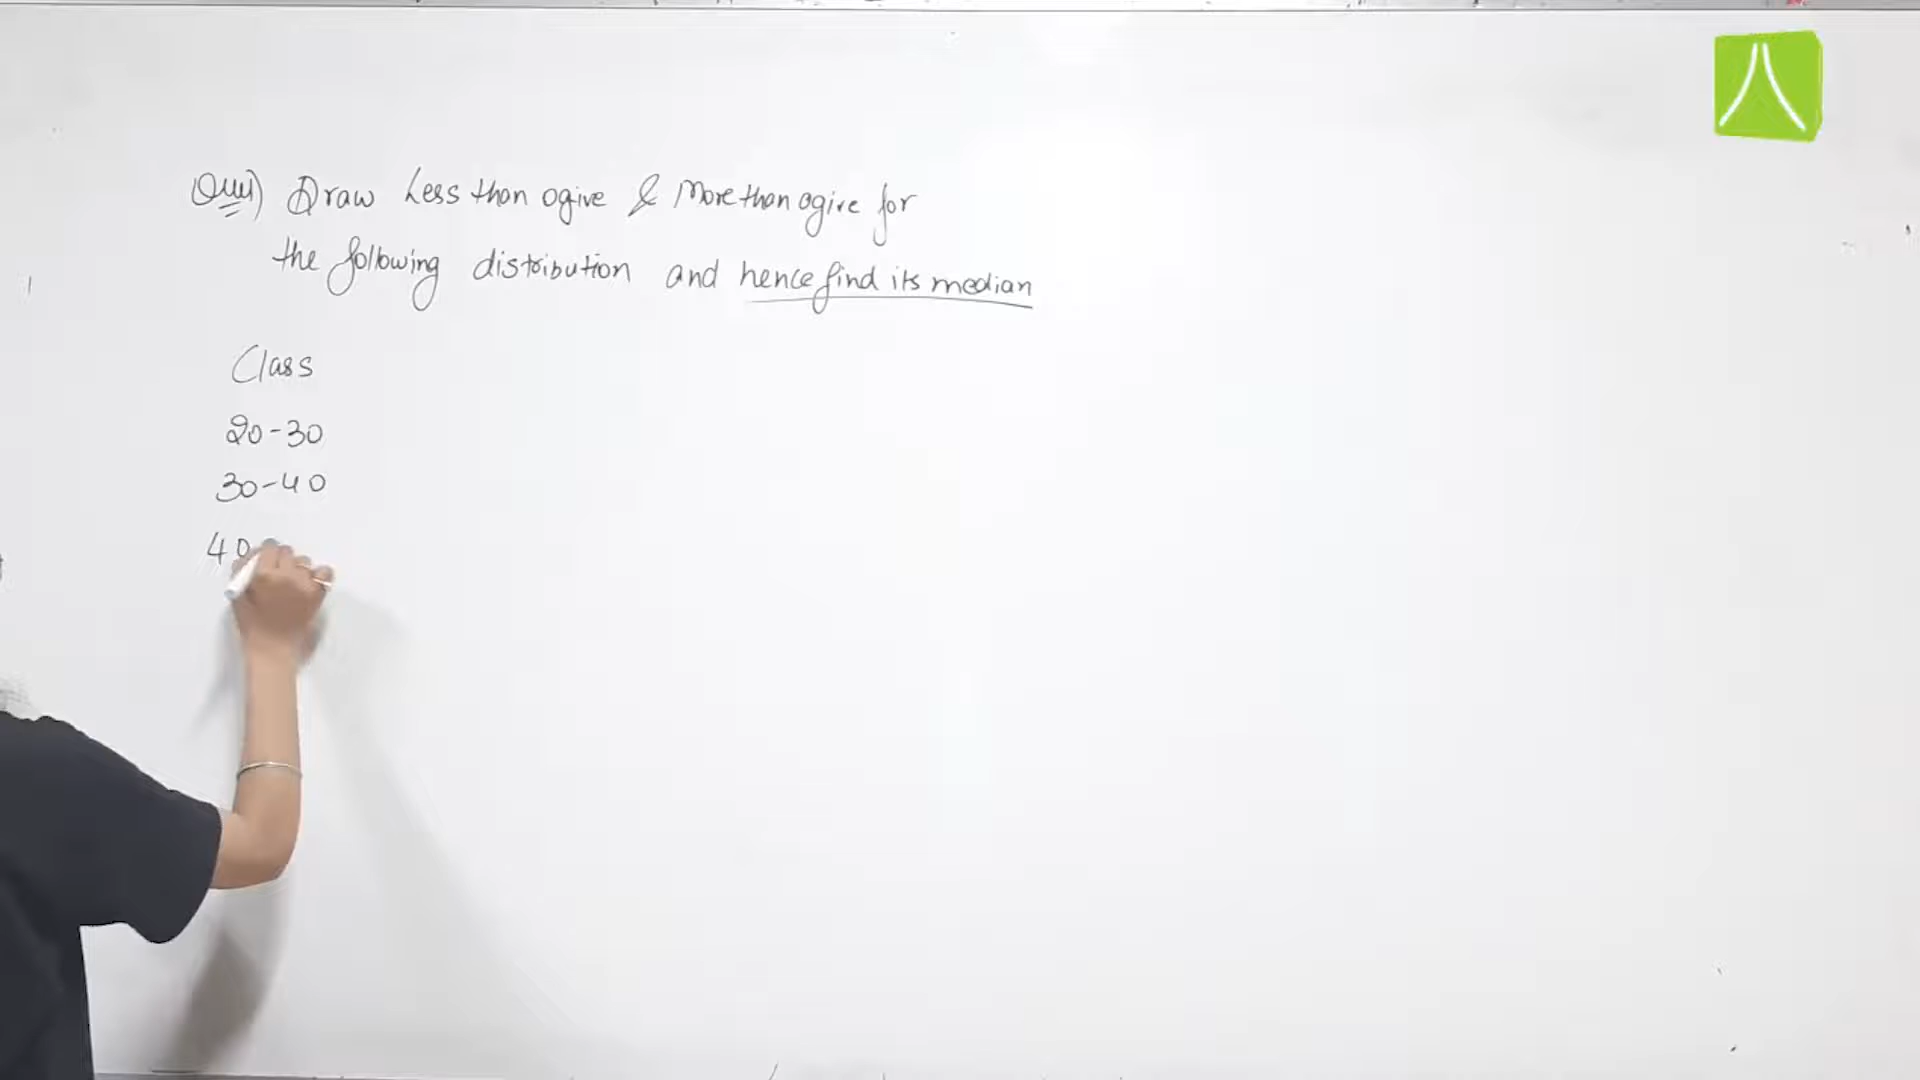 Ques) Draw Less than ogive & More than ogive for
the following distribution and hence find its median
Class
20-30
30-40
40